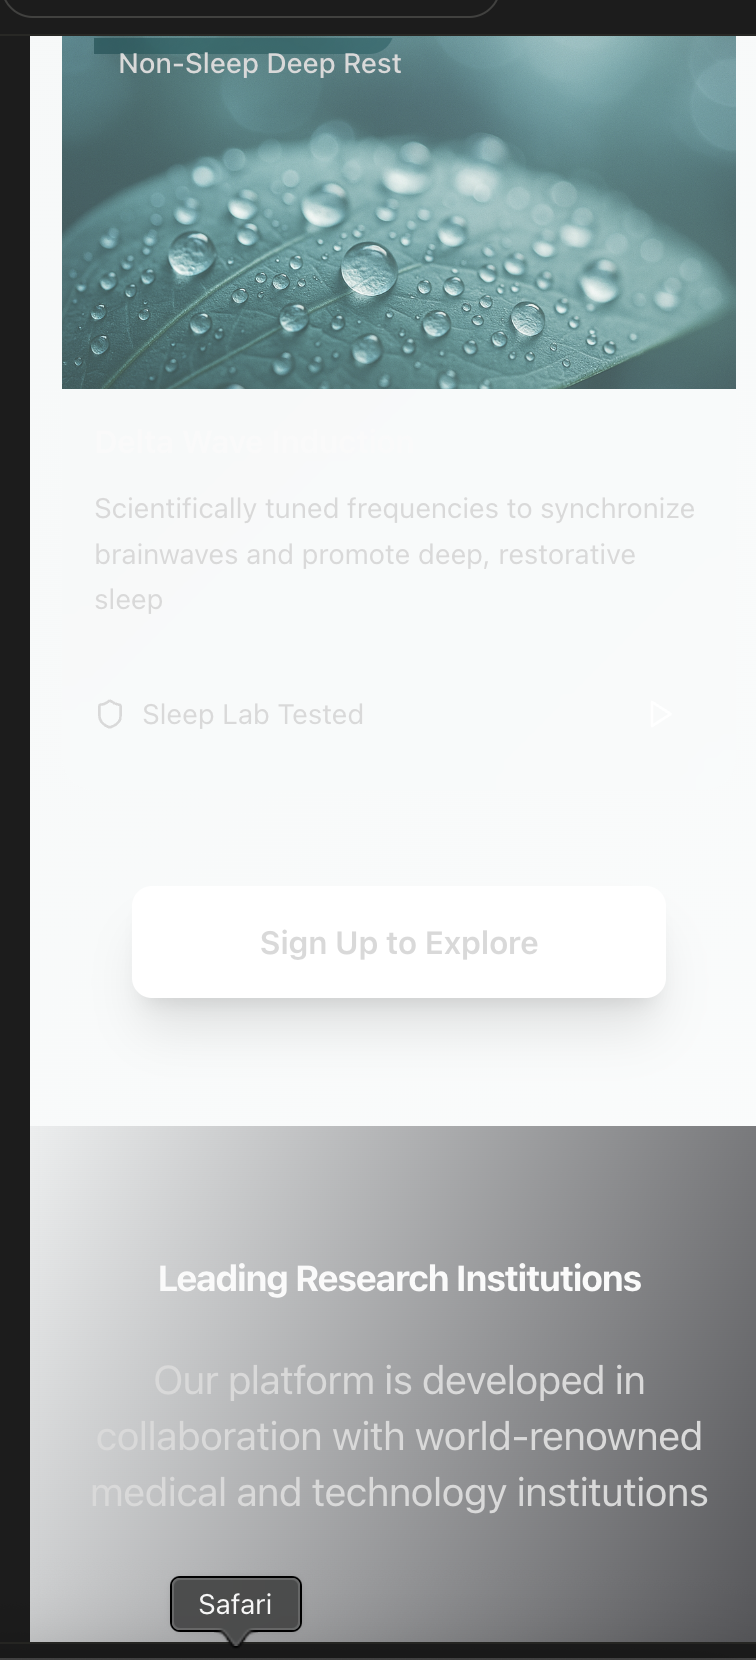 Non-Sleep Deep Rest
Delta Wave Induction
Scientifically tuned frequencies to synchronize
brainwaves and promote deep, restorative
sleep
Sleep Lab Tested
Sign Up to Explore
Leading Research Institutions
Our platform is developed in
collaboration with world-renowned
medical and technology institutions
Safari